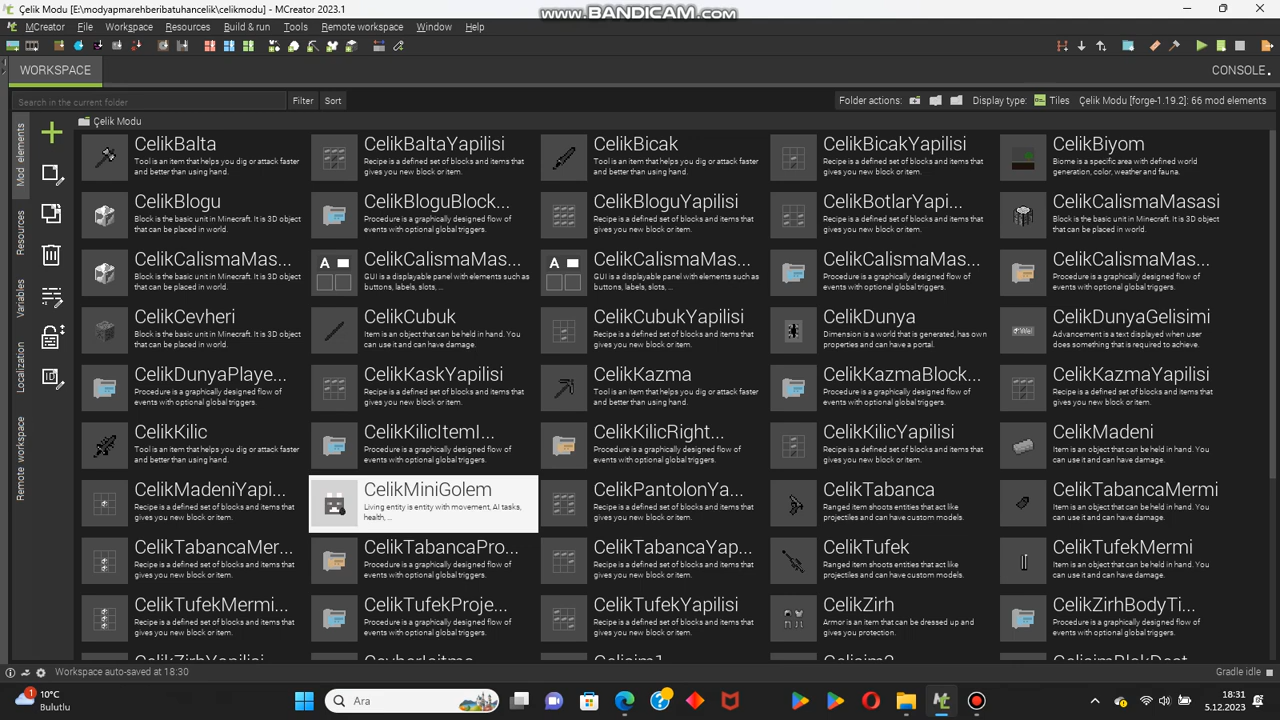 Çelik Modu [E:\modyapmarehberibatuhancelik\celikmodu] - MCreator 2023.1
WWW.BANDICAM.COM
MCreator File Workspace Resources Build & run Tools Remote workspace Window Help
WORKSPACE
CONSOLE
Search in the current folder
Filter
Sort
Folder actions:
Display type:
Tiles
Çelik Modu [forge-1.19.2]: 66 mod elements
Mod elements
Resources
Variables
Localization
Remote workspace
Çelik Modu
CelikBalta
Tool is an item that helps you dig or attack faster
and better than using hand.
CelikBaltaYapilisi
Recipe is a defined set of blocks and items that
gives you new block or item.
CelikBicak
Tool is an item that helps you dig or attack faster
and better than using hand.
CelikBicakYapilisi
Recipe is a defined set of blocks and items that
gives you new block or item.
CelikBiyom
Biome is a specific area with defined world
generation, color, weather and fauna.
CelikBlogu
Block is the basic unit in Minecraft. It is 3D object
that can be placed in world.
CelikBloguBlock...
Procedure is a graphically designed flow of
events with optional global triggers.
CelikBloguYapilisi
Recipe is a defined set of blocks and items that
gives you new block or item.
CelikBotlarYapi...
Recipe is a defined set of blocks and items that
gives you new block or item.
CelikCalismaMasasi
Block is the basic unit in Minecraft. It is 3D object
that can be placed in world.
CelikCalismaMas...
Block is the basic unit in Minecraft. It is 3D object
that can be placed in world.
CelikCalismaMas...
GUI is a displayable panel with elements such as
buttons, labels, slots, ...
CelikCalismaMas...
GUI is a displayable panel with elements such as
buttons, labels, slots, ...
CelikCalismaMas...
Procedure is a graphically designed flow of
events with optional global triggers.
CelikCalismaMas...
Procedure is a graphically designed flow of
events with optional global triggers.
CelikCevheri
Block is the basic unit in Minecraft. It is 3D object
that can be placed in world.
CelikCubuk
Item is an object that can be held in hand. You
can use it and can have damage.
CelikCubukYapilisi
Recipe is a defined set of blocks and items that
gives you new block or item.
CelikDunya
Dimension is a world that is generated, has own
properties and can have a portal.
CelikDunyaGelisimi
Advancement is a text displayed when user
does something that is required to achieve.
CelikDunyaPlaye...
Procedure is a graphically designed flow of
events with optional global triggers.
CelikKaskYapilisi
Recipe is a defined set of blocks and items that
gives you new block or item.
CelikKazma
Tool is an item that helps you dig or attack faster
and better than using hand.
CelikKazmaBlock...
Procedure is a graphically designed flow of
events with optional global triggers.
CelikKazmaYapilisi
Recipe is a defined set of blocks and items that
gives you new block or item.
CelikKilic
Tool is an item that helps you dig or attack faster
and better than using hand.
CelikKilicItemI...
Procedure is a graphically designed flow of
events with optional global triggers.
CelikKilicRight...
Procedure is a graphically designed flow of
events with optional global triggers.
CelikKilicYapilisi
Recipe is a defined set of blocks and items that
gives you new block or item.
CelikMadeni
Item is an object that can be held in hand. You
can use it and can have damage.
CelikMadeniYapi...
Recipe is a defined set of blocks and items that
gives you new block or item.
CelikMiniGolem
Living entity is entity with movement, AI tasks,
health, ...
CelikPantolonYa...
Recipe is a defined set of blocks and items that
gives you new block or item.
CelikTabanca
Ranged item shoots entities that act like
projectiles and can have custom models.
CelikTabancaMermi
Item is an object that can be held in hand. You
can use it and can have damage.
CelikTabancaMer...
Recipe is a defined set of blocks and items that
gives you new block or item.
CelikTabancaPro...
Procedure is a graphically designed flow of
events with optional global triggers.
CelikTabancaYap...
Recipe is a defined set of blocks and items that
gives you new block or item.
CelikTufek
Ranged item shoots entities that act like
projectiles and can have custom models.
CelikTufekMermi
Item is an object that can be held in hand. You
can use it and can have damage.
CelikTufekMermi...
Recipe is a defined set of blocks and items that
gives you new block or item.
CelikTufekProje...
Procedure is a graphically designed flow of
events with optional global triggers.
CelikTufekYapilisi
Recipe is a defined set of blocks and items that
gives you new block or item.
CelikZirh
Armor is an item that can be dressed up and
gives you protection.
CelikZirhBodyTi...
Procedure is a graphically designed flow of
events with optional global triggers.
CelikZirhYapilisi
Workspace auto-saved at 18:30
Gradle idle
10°C
Bulutlu
Ara
18:31
5.12.2023